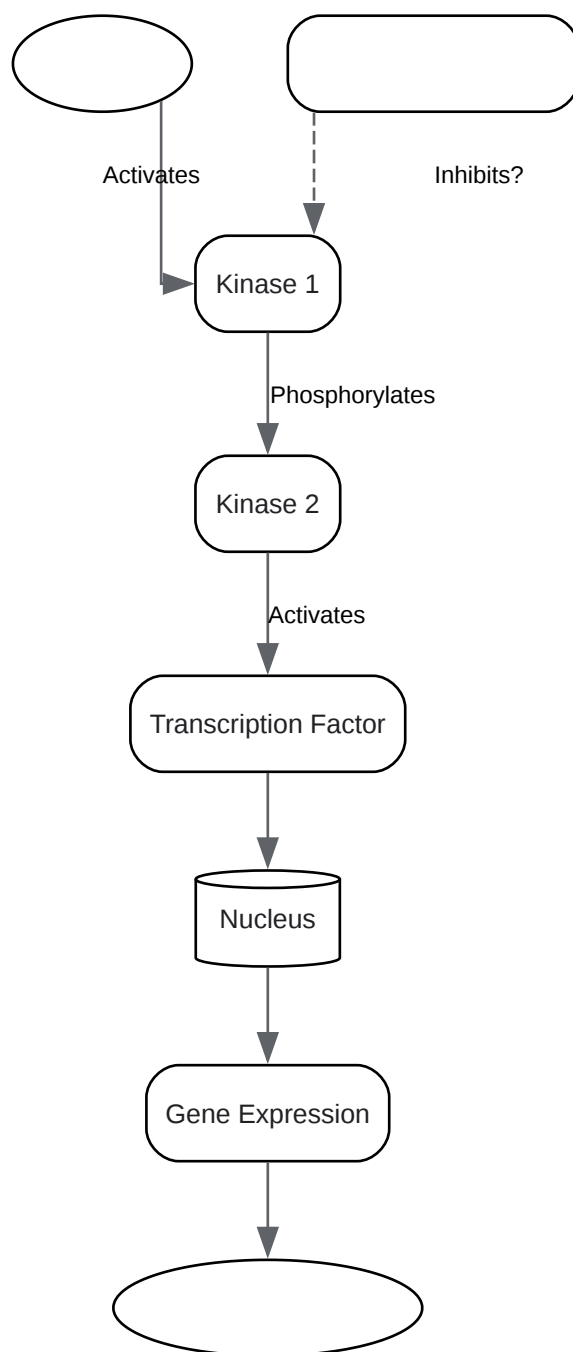 Activates
Inhibits?
Kinase 1
Phosphorylates
Kinase 2
Activates
Transcription Factor
Nucleus
Gene Expression